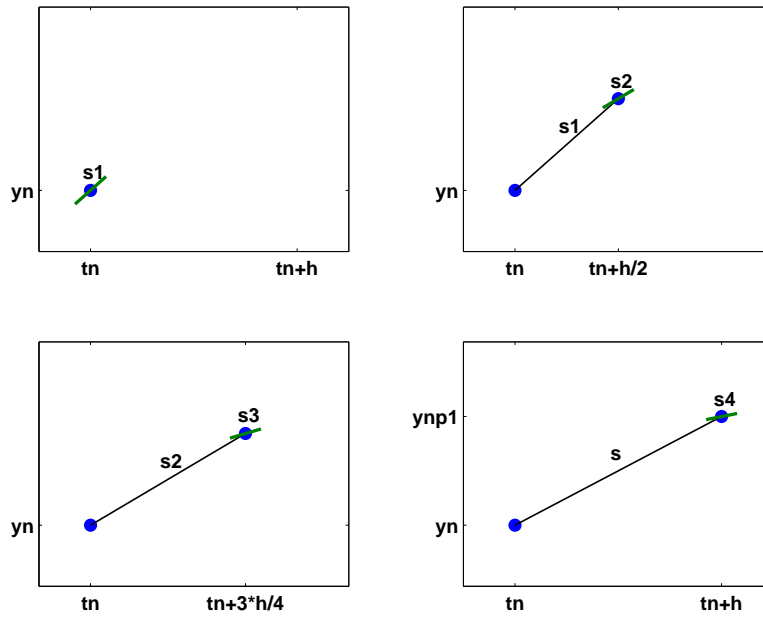 s1
yn
tn tn+h
s2
s1
yn
tn tn+h/2
s3
s2
yn
tn tn+3*h/4
s4
ynp1
s
yn
tn tn+h